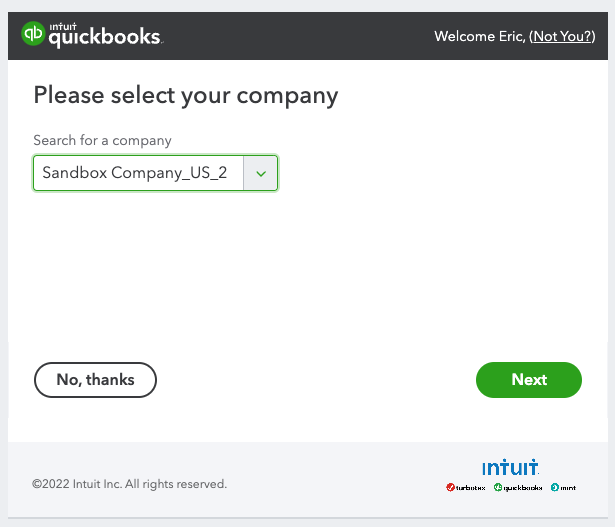 intuit
quickbooks.
Welcome Eric, (Not You?)
Please select your company
Search for a company
Sandbox Company_US_2
No, thanks
Next
©2022 Intuit Inc. All rights reserved.
intuit.
turbotax quickbooks mint